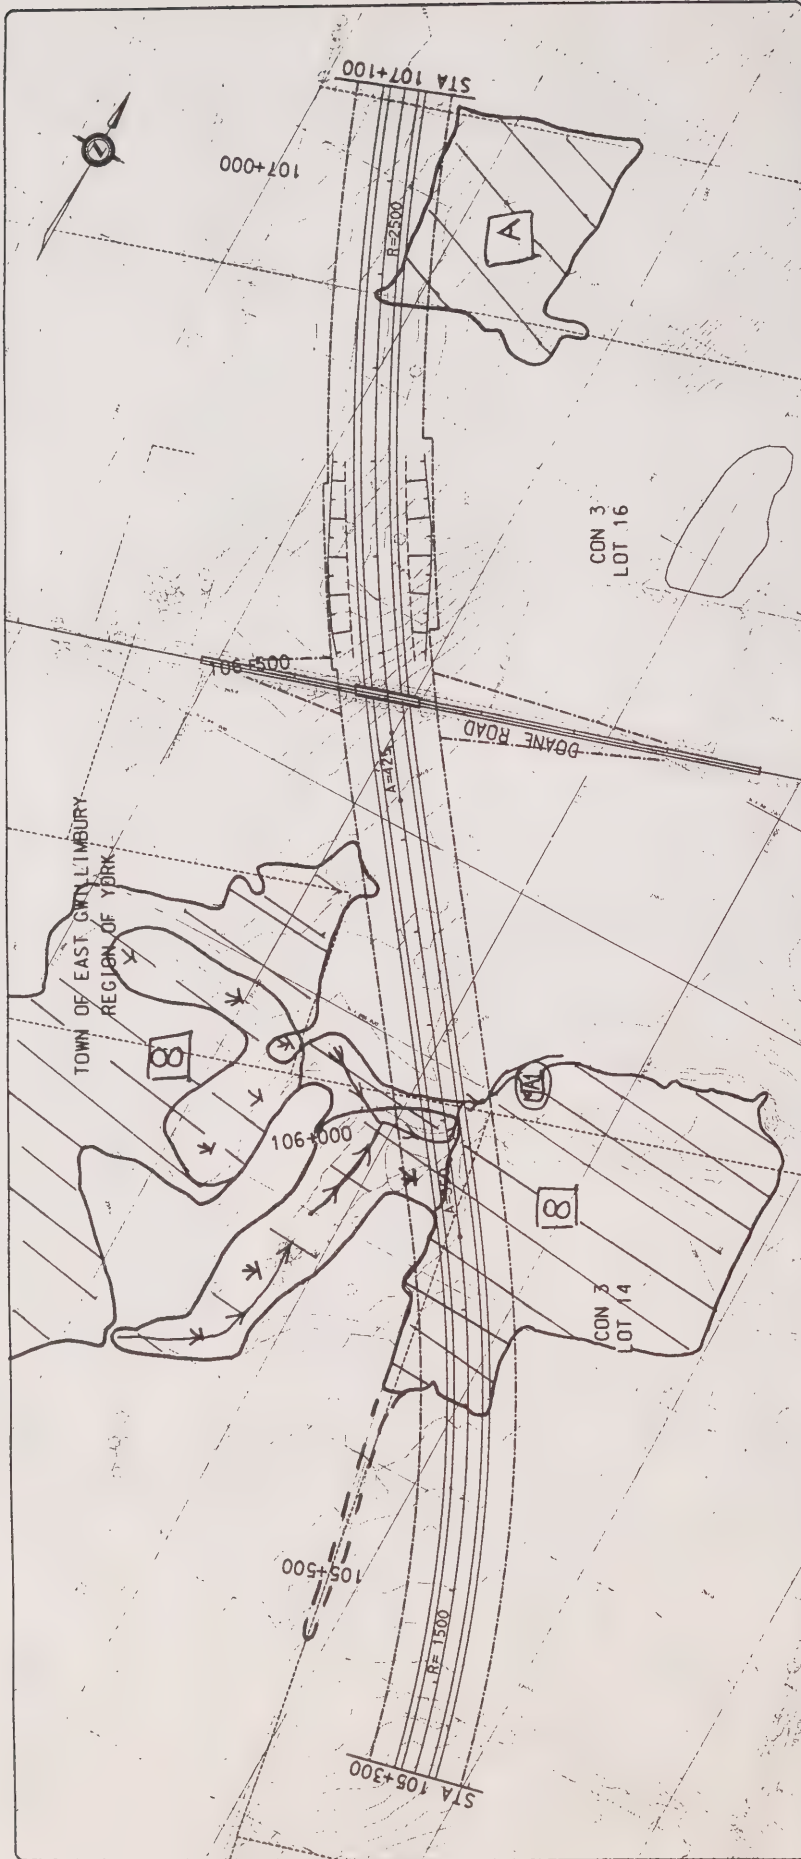 STA 107+100
107+000
R=2500
A
CON 3
LOT 16
106+500
DOANE ROAD
A=425
TOWN OF EAST GWILLIMBURY
REGION OF YORK
8
MA1
106+000
8
CON 3
LOT 14
105+500
R=1500
STA 105+300